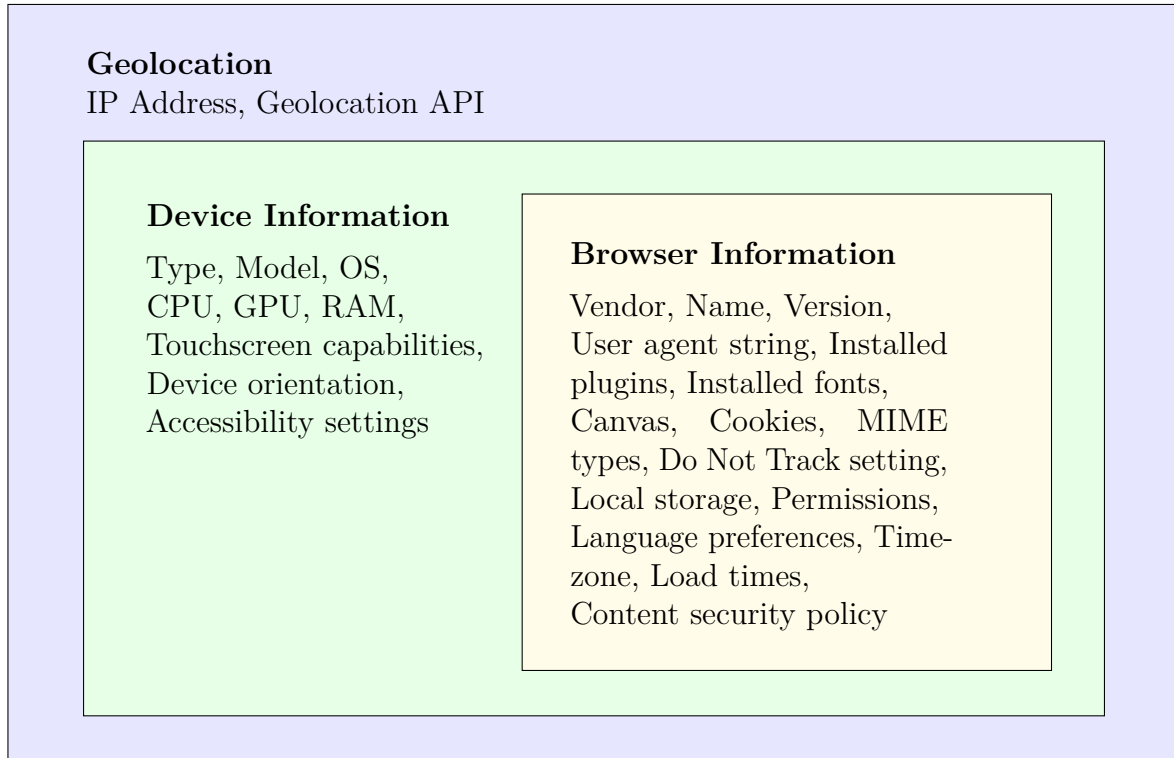 Geolocation
IP Address, Geolocation API
Device Information
Type, Model, OS,
CPU, GPU, RAM,
Touchscreen capabilities,
Device orientation,
Accessibility settings
Browser Information
Vendor, Name, Version,
User agent string, Installed
plugins, Installed fonts,
Canvas, Cookies, MIME
types, Do Not Track setting,
Local storage, Permissions,
Language preferences, Time-
zone, Load times,
Content security policy